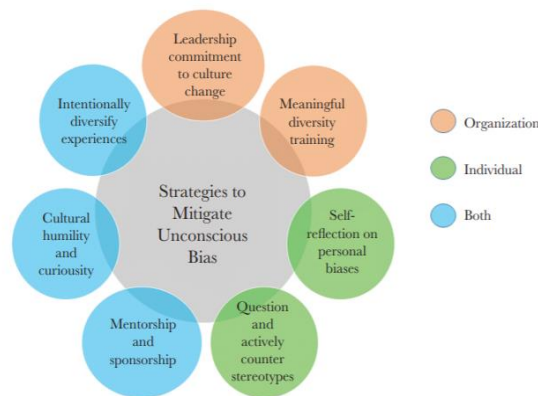 Leadership
commitment
to culture
change
Meaningful
diversity
training
Self-
reflection on
personal
biases
Question
and
actively
counter
stereotypes
Mentorship
and
sponsorship
Cultural
humility
and
curiousity
Intentionally
diversify
experiences
Strategies to
Mitigate
Unconscious
Bias
Organization
Individual
Both